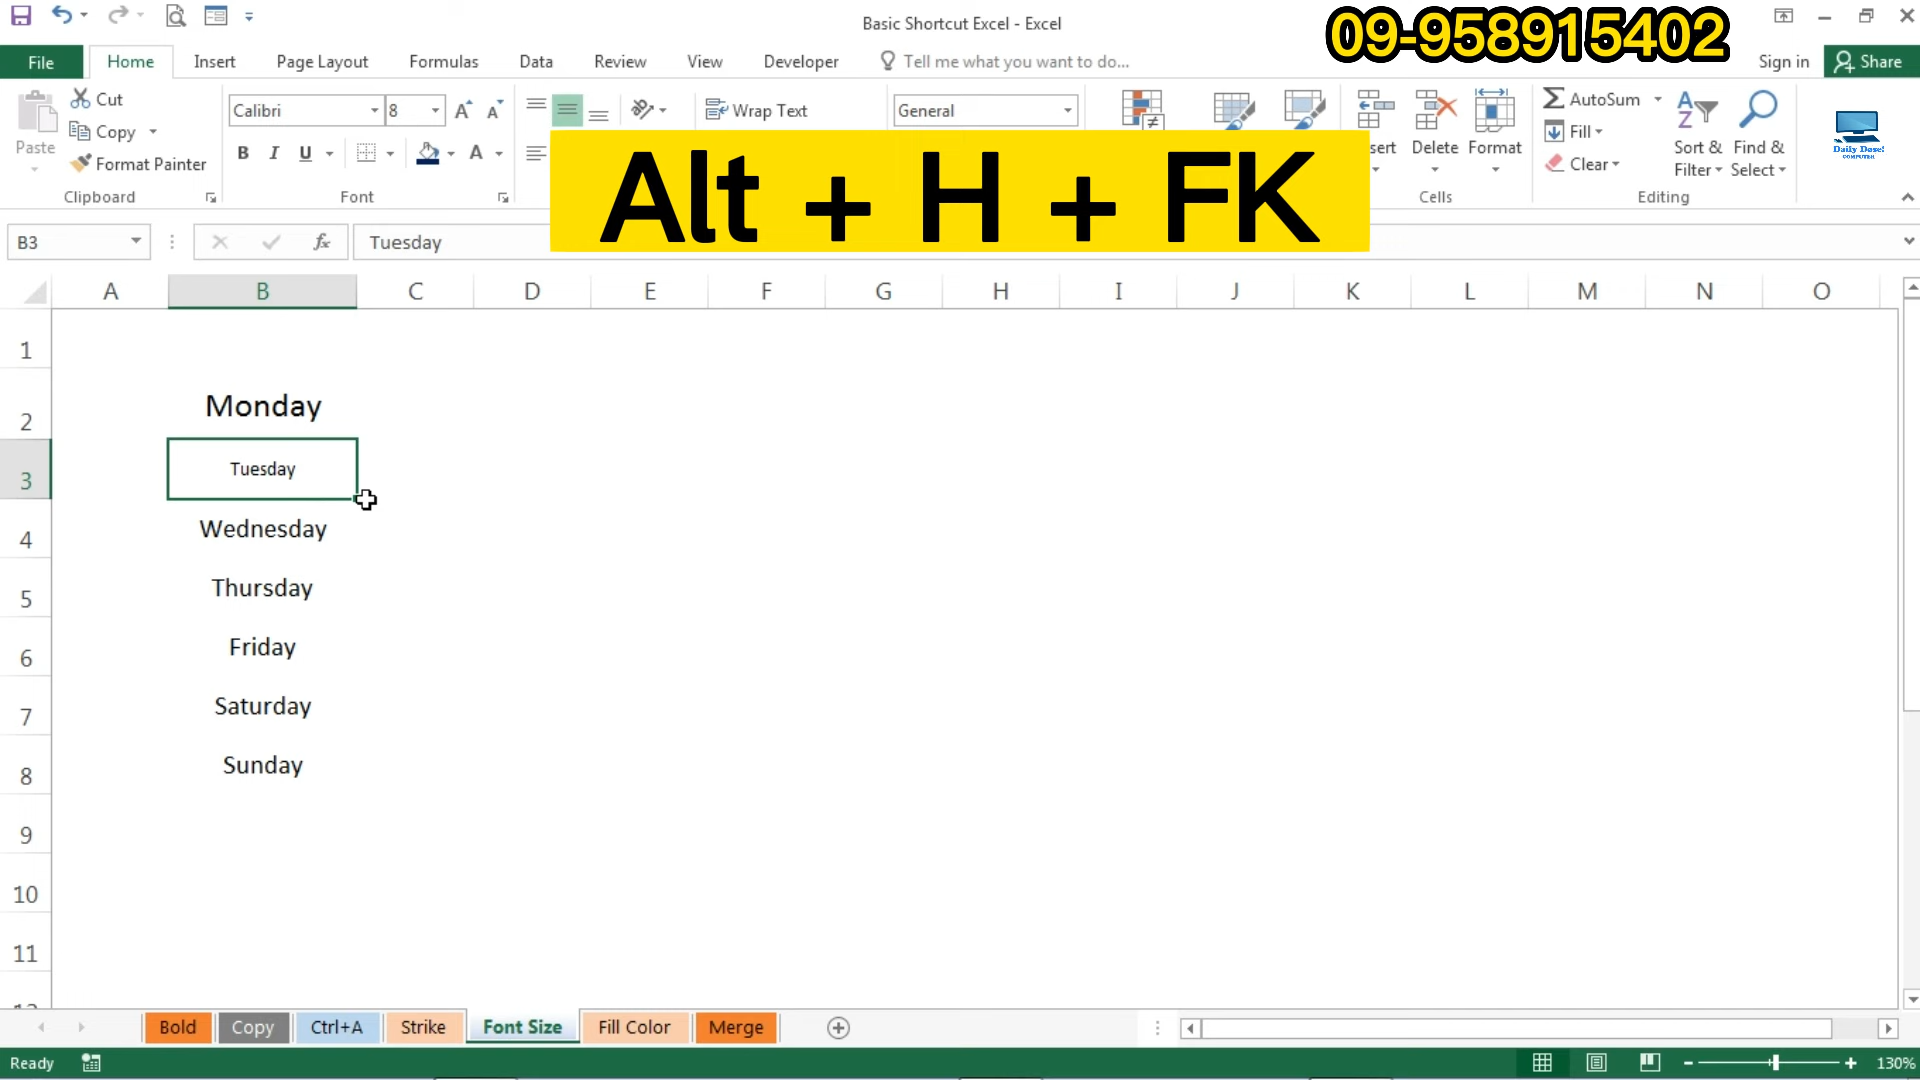 Basic Shortcut Excel - Excel
09-958915402
File Home Insert Page Layout Formulas Data Review View Developer Tell me what you want to do... Sign in Share
Paste
Cut
Copy
Format Painter
Clipboard
Calibri 8
B I U A
Font
Wrap Text
General
Delete
Format
Cells
AutoSum
Fill
Clear
Sort & Filter
Find & Select
Editing
Daily Dose!
COMPUTER
Alt + H + FK
B3 fx Tuesday
A B C D E F G H I J K L M N O
1
2 Monday
3 Tuesday
4 Wednesday
5 Thursday
6 Friday
7 Saturday
8 Sunday
9
10
11
Bold Copy Ctrl+A Strike Font Size Fill Color Merge
Ready 130%